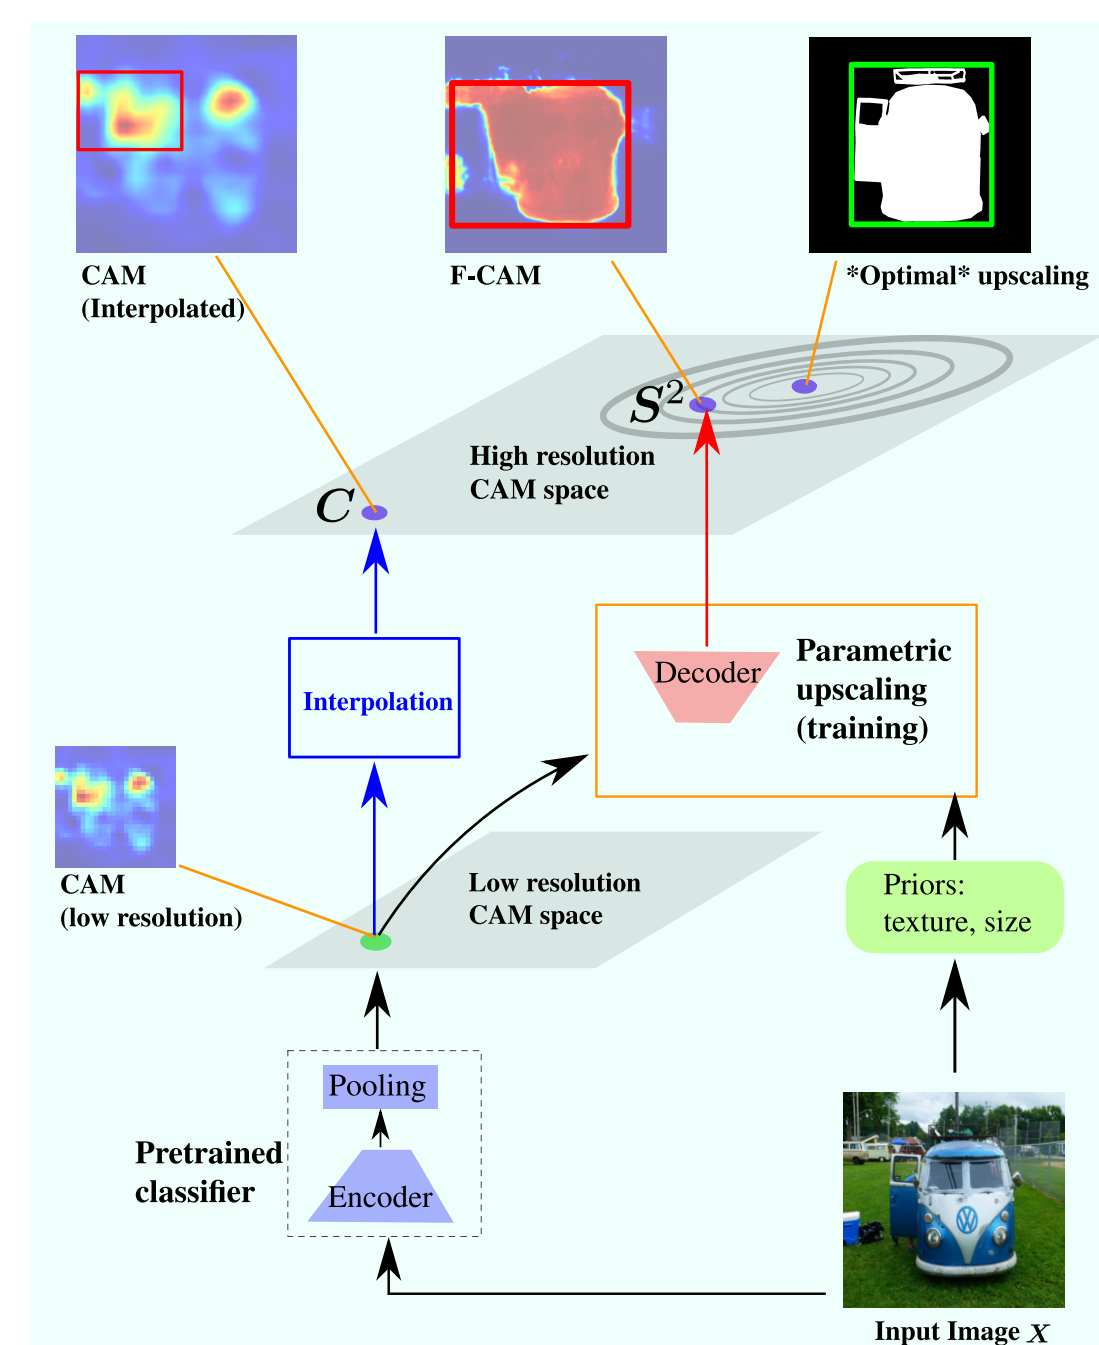 CAM
(Interpolated)
F-CAM
*Optimal* upscaling
S²
High resolution
CAM space
C
Interpolation
Decoder
Parametric
upscaling
(training)
CAM
(low resolution)
Low resolution
CAM space
Priors:
texture, size
Pooling
Pretrained
classifier
Encoder
VW
Input Image X